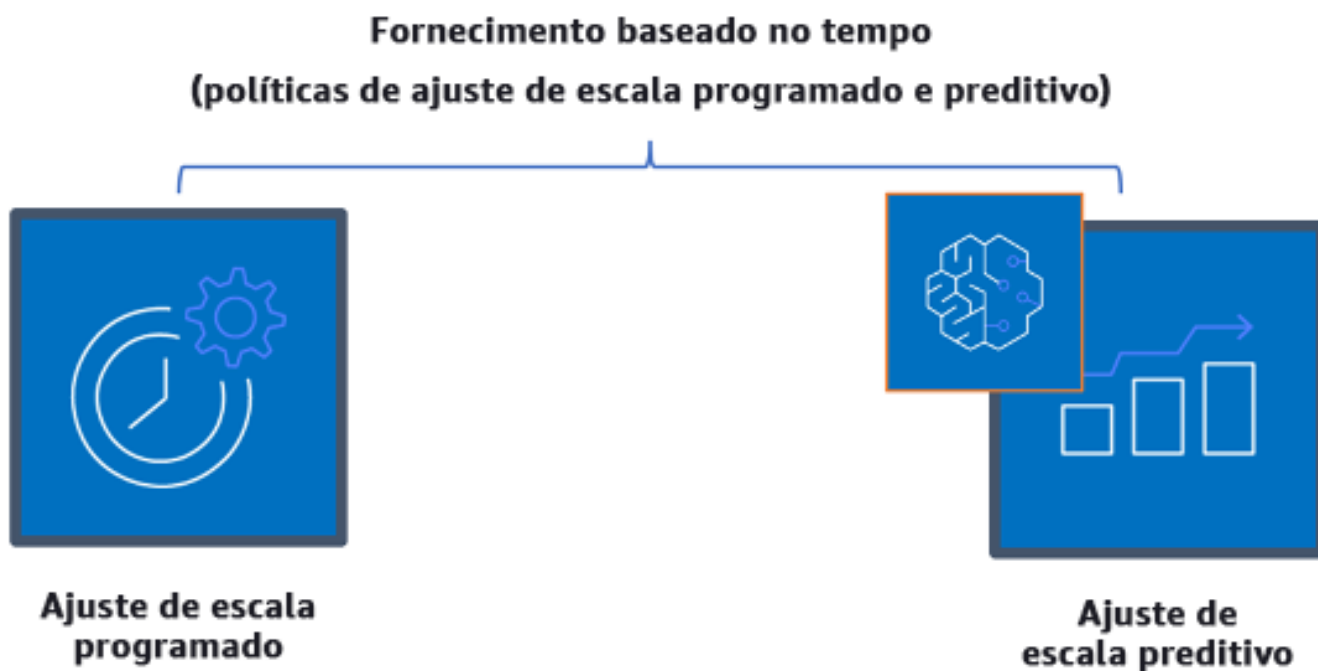 Fornecimento baseado no tempo
(políticas de ajuste de escala programado e preditivo)
Ajuste de escala
programado
Ajuste de
escala preditivo